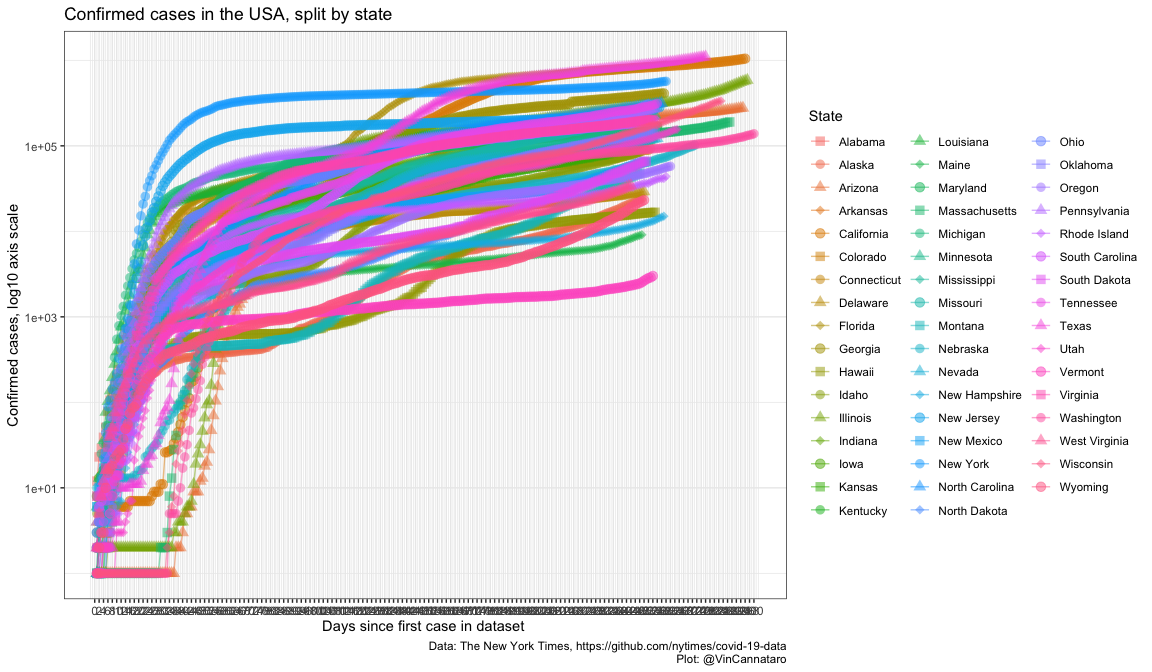 Confirmed cases in the USA, split by state
Confirmed cases, log10 axis scale
1e+05
1e+03
1e+01
Days since first case in dataset
Data: The New York Times, https://github.com/nytimes/covid-19-data
Plot: @VinCannataro
State
Alabama
Alaska
Arizona
Arkansas
California
Colorado
Connecticut
Delaware
Florida
Georgia
Hawaii
Idaho
Illinois
Indiana
Iowa
Kansas
Kentucky
Louisiana
Maine
Maryland
Massachusetts
Michigan
Minnesota
Mississippi
Missouri
Montana
Nebraska
Nevada
New Hampshire
New Jersey
New Mexico
New York
North Carolina
North Dakota
Ohio
Oklahoma
Oregon
Pennsylvania
Rhode Island
South Carolina
South Dakota
Tennessee
Texas
Utah
Vermont
Virginia
Washington
West Virginia
Wisconsin
Wyoming